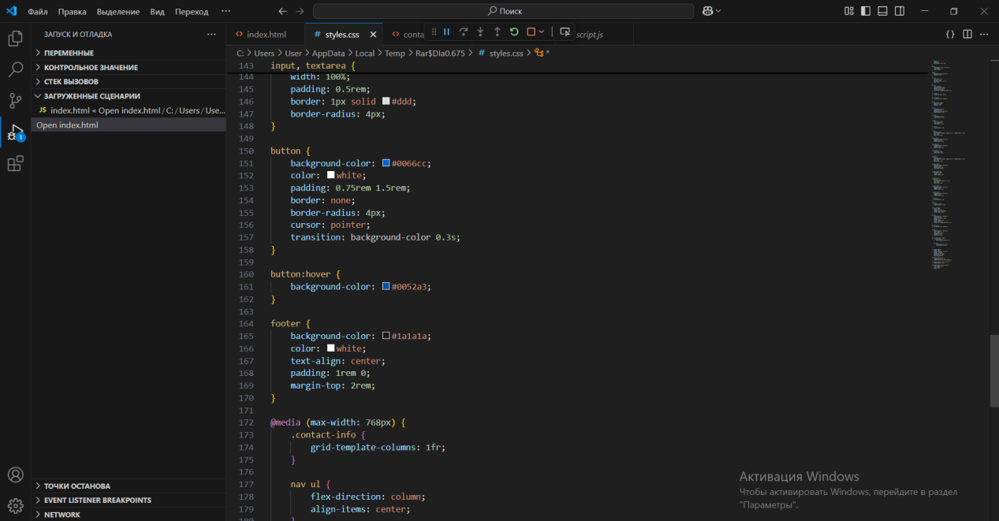 Файл Правка Выделение Вид Переход ··· Поиск
ЗАПУСК И ОТЛАДКА ···
ПЕРЕМЕННЫЕ
КОНТРОЛЬНОЕ ЗНАЧЕНИЕ
СТЕК ВЫЗОВОВ
ЗАГРУЖЕННЫЕ СЦЕНАРИИ
JS index.html « Open index.html / C: / Users / Use...
Open index.html
1
ТОЧКИ ОСТАНОВА
EVENT LISTENER BREAKPOINTS
NETWORK
index.html # styles.css conta script.js
C: > Users > User > AppData > Local > Temp > Rar$DIa0.675 > # styles.css >
143 input, textarea {
144 width: 100%;
145 padding: 0.5rem;
146 border: 1px solid #ddd;
147 border-radius: 4px;
148 }
149
150 button {
151 background-color: #0066cc;
152 color: white;
153 padding: 0.75rem 1.5rem;
154 border: none;
155 border-radius: 4px;
156 cursor: pointer;
157 transition: background-color 0.3s;
158 }
159
160 button:hover {
161 background-color: #0052a3;
162 }
163
164 footer {
165 background-color: #1a1a1a;
166 color: white;
167 text-align: center;
168 padding: 1rem 0;
169 margin-top: 2rem;
170 }
171
172 @media (max-width: 768px) {
173 .contact-info {
174 grid-template-columns: 1fr;
175 }
176
177 nav ul {
178 flex-direction: column;
179 align-items: center;
Активация Windows
Чтобы активировать Windows, перейдите в раздел
"Параметры".